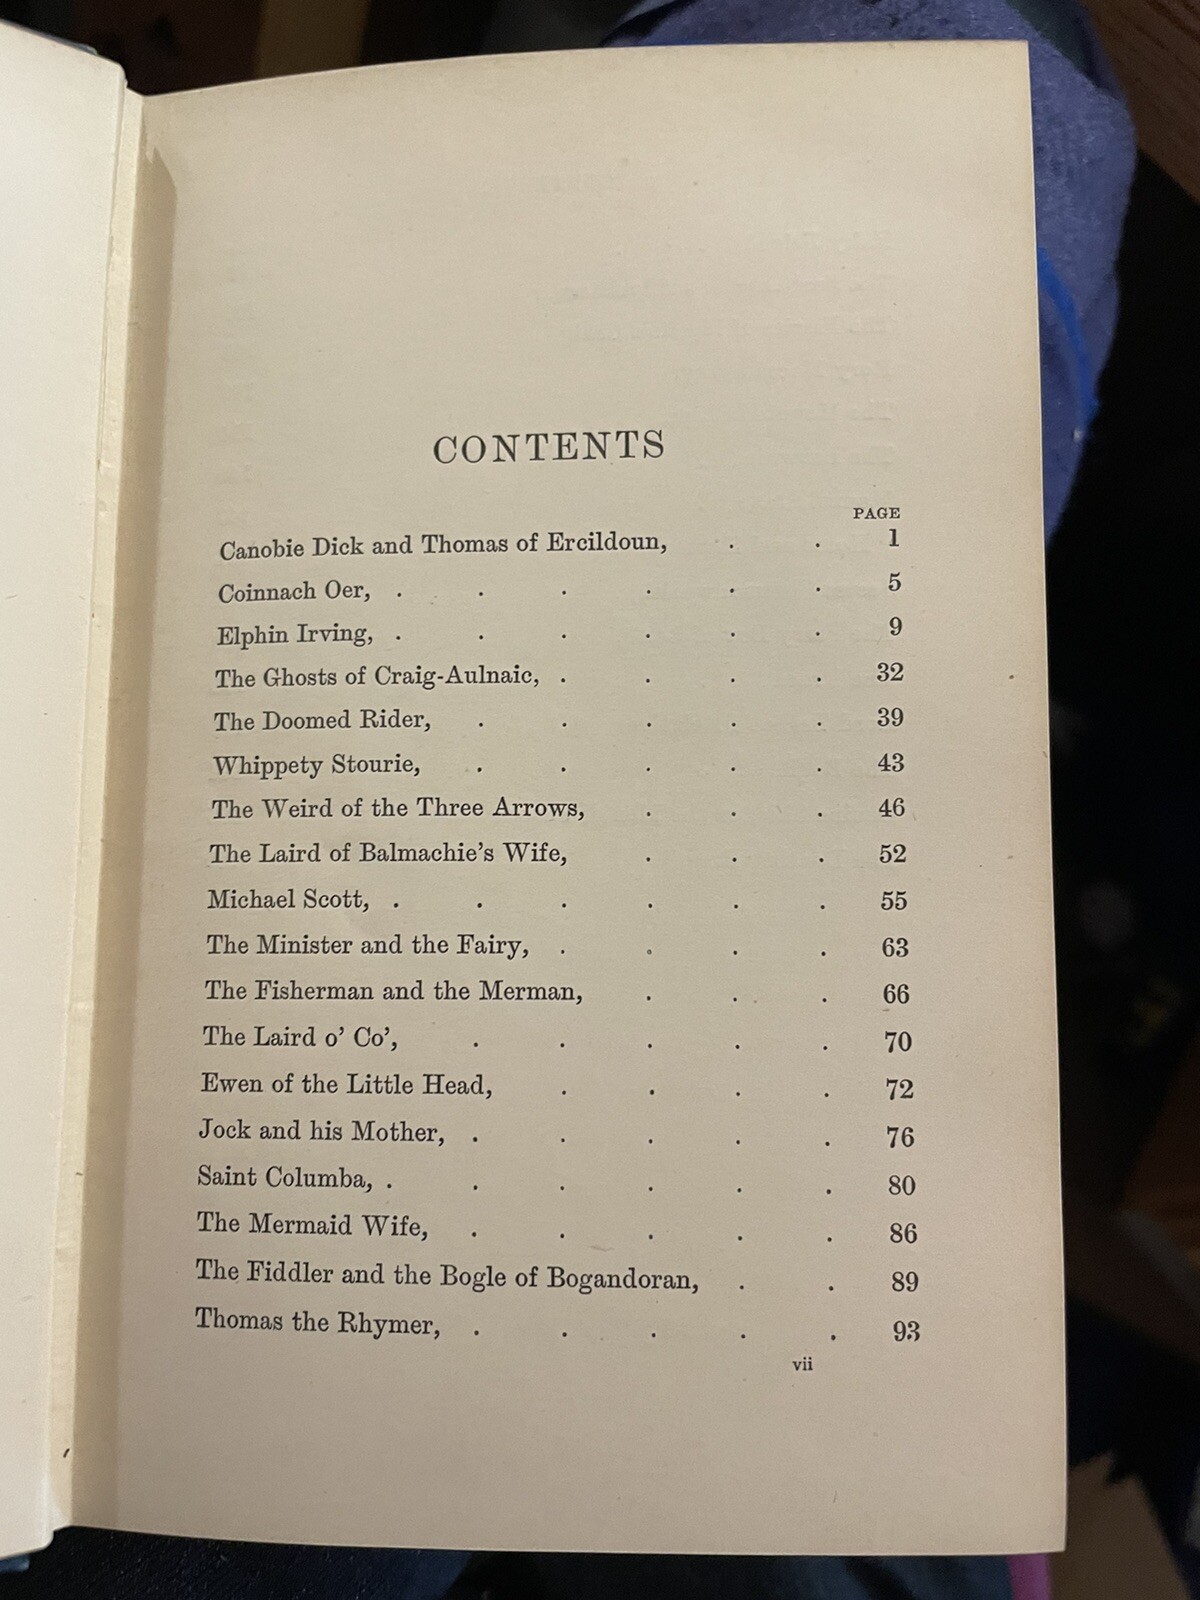 CONTENTS
PAGE
Canobie Dick and Thomas of Ercildoun, . . 1
Coinnach Oer, . . . . . . 5
Elphin Irving, . . . . . . 9
The Ghosts of Craig-Aulnaic, . . . . 32
The Doomed Rider, . . . . . 39
Whippety Stourie, . . . . . 43
The Weird of the Three Arrows, . . . 46
The Laird of Balmachie's Wife, . . . 52
Michael Scott, . . . . . . 55
The Minister and the Fairy, . . . . 63
The Fisherman and the Merman, . . . 66
The Laird o' Co', . . . . . 70
Ewen of the Little Head, . . . . 72
Jock and his Mother, . . . . . 76
Saint Columba, . . . . . . 80
The Mermaid Wife, . . . . . 86
The Fiddler and the Bogle of Bogandoran, . . 89
Thomas the Rhymer, . . . . . 93
vii